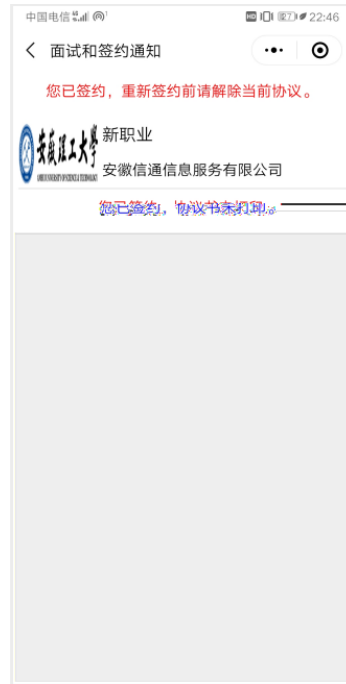 中国电信 22:46
面试和签约通知
您已签约，重新签约前请解除当前协议。
安徽理工大學
新职业
安徽信通信息服务有限公司
您已签约，协议书未打印。